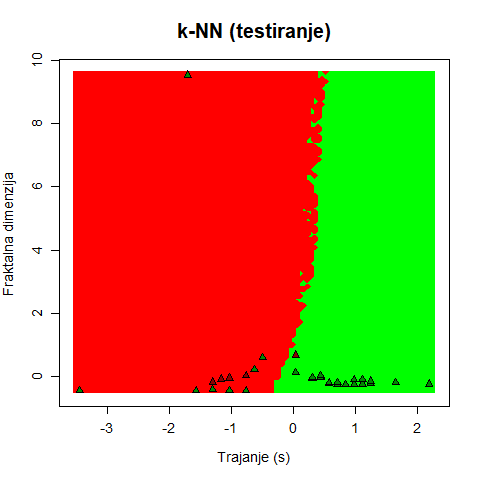 k-NN (testiranje)
Fraktalna dimenzija
10
8
6
4
2
0
-3 -2 -1 0 1 2
Trajanje (s)